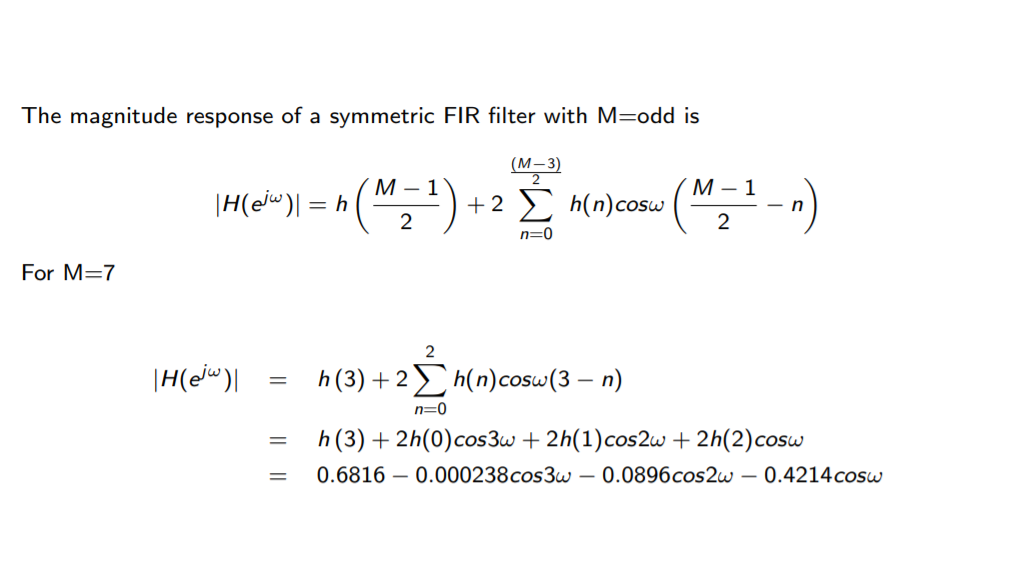 The magnitude response of a symmetric FIR filter with M=odd is
|H(e^{jω})| = h((M − 1)/2) + 2 ∑_{n=0}^{(M−3)/2} h(n)cosω((M − 1)/2 − n)
For M=7
|H(e^{jω})| = h(3) + 2 ∑_{n=0}^{2} h(n)cosω(3 − n)
= h(3) + 2h(0)cos3ω + 2h(1)cos2ω + 2h(2)cosω
= 0.6816 − 0.000238cos3ω − 0.0896cos2ω − 0.4214cosω